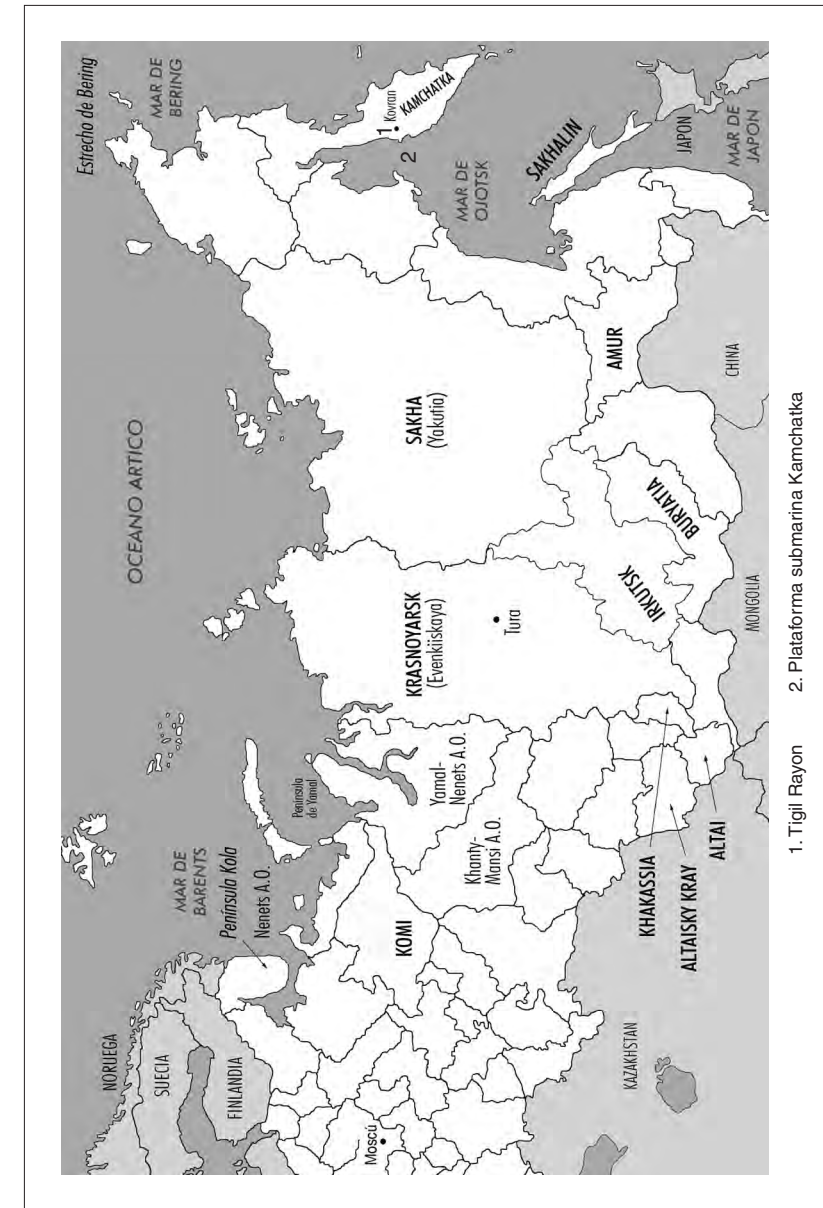 Estrecho de Bering
MAR DE
BERING
OCEANO ARTICO
1
Kovran
KAMCHATKA
2
MAR DE
OJOTSK
SAKHALIN
JAPON
MAR DE
JAPON
SAKHA
(Yakutia)
AMUR
CHINA
KRASNOYARSK
(Evenkiiskaya)
Tura
IRKUTSK
BURYATIA
MONGOLIA
Península
de Yamal
Yamal-
Nenets A.O.
Khanty-
Mansi A.O.
MAR DE
BARENTS
Península Kola
Nenets A.O.
KOMI
KHAKASSIA
ALTAISKY KRAY
ALTAI
NORUEGA
SUECIA
FINLANDIA
Moscú
KAZAKHSTAN
1. Tigil Rayon
2. Plataforma submarina Kamchatka